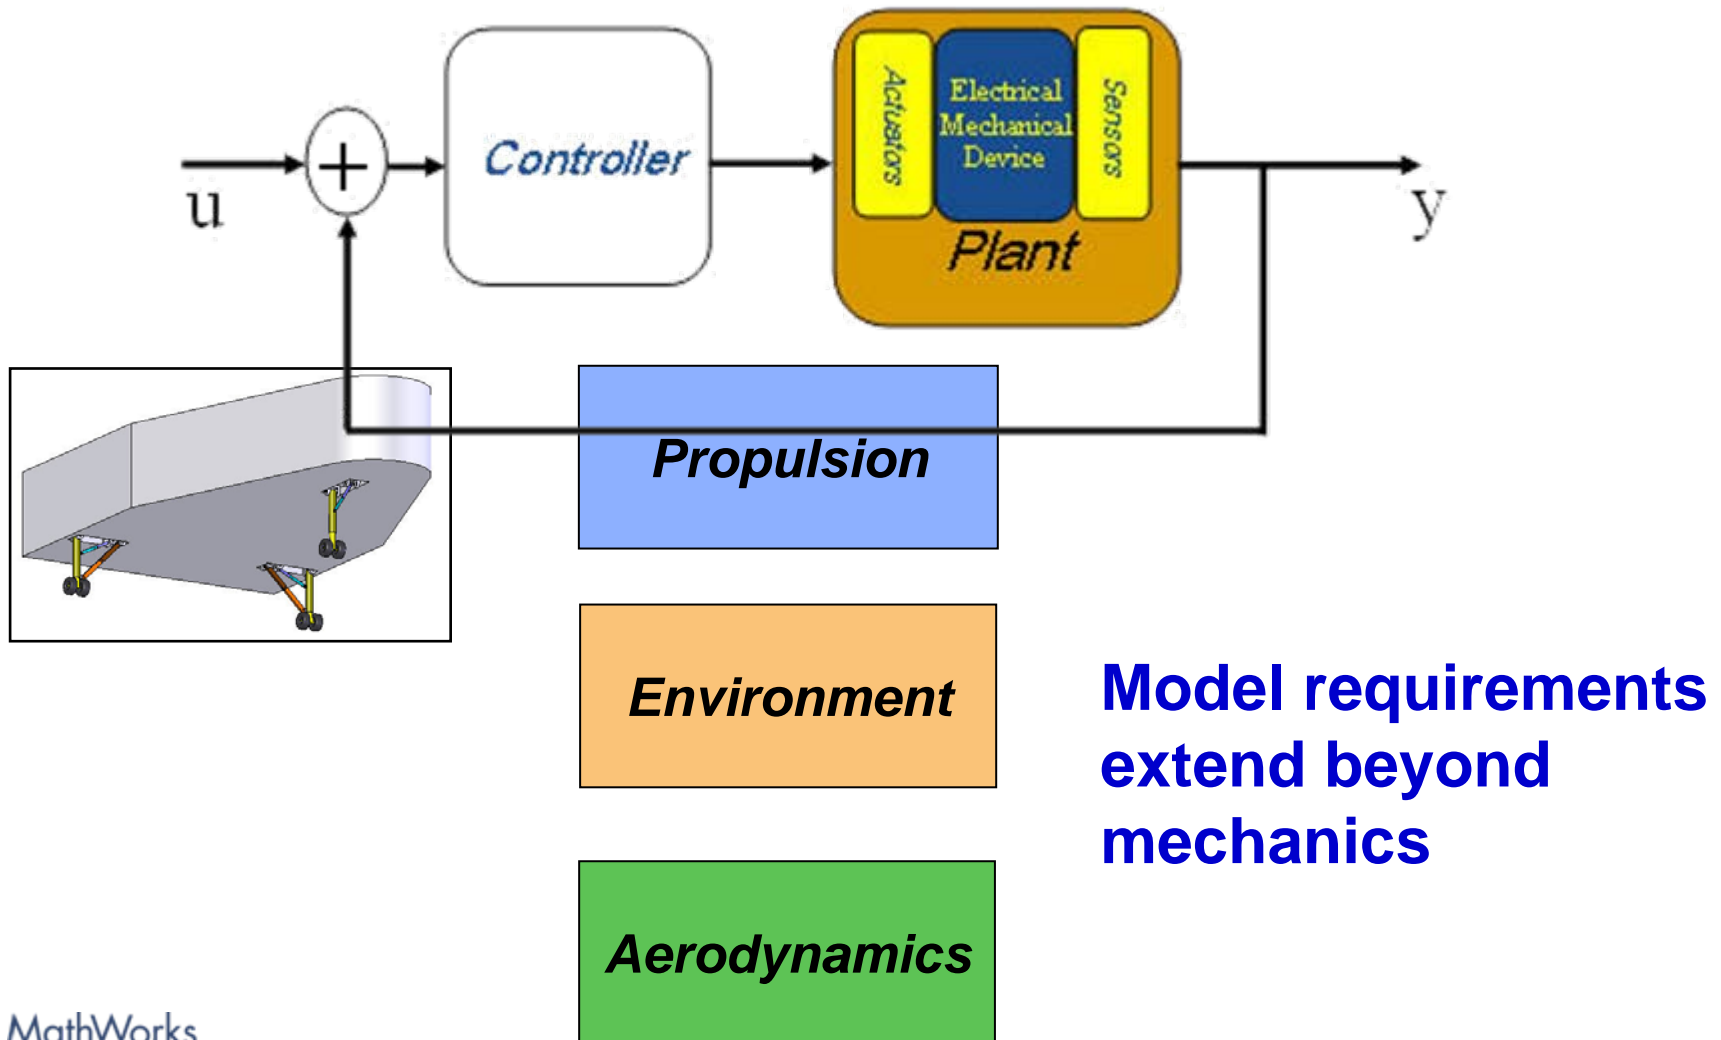 u
+
Controller
Actuators
Electrical
Mechanical
Device
Sensors
Plant
y
Propulsion
Environment
Model requirements
extend beyond
mechanics
Aerodynamics
MathWorks